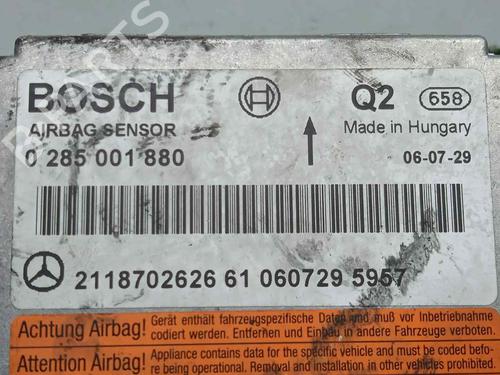 BOSCH
Q2 658
AIRBAG SENSOR
Made in Hungary
0 285 001 880
06-07-29
2118702626 61 060729 5957
Achtung Airbag! Gerät enthält fahrzeugspezifische Daten und muß vor Inbetriebnahme
codiert werden. Entfernen und Einbau in andere Fahrzeuge verboten.
Attention Airbag! Appliance contains data for the specific vehicle and must be coded before
operating. Removal and installation in other vehicles